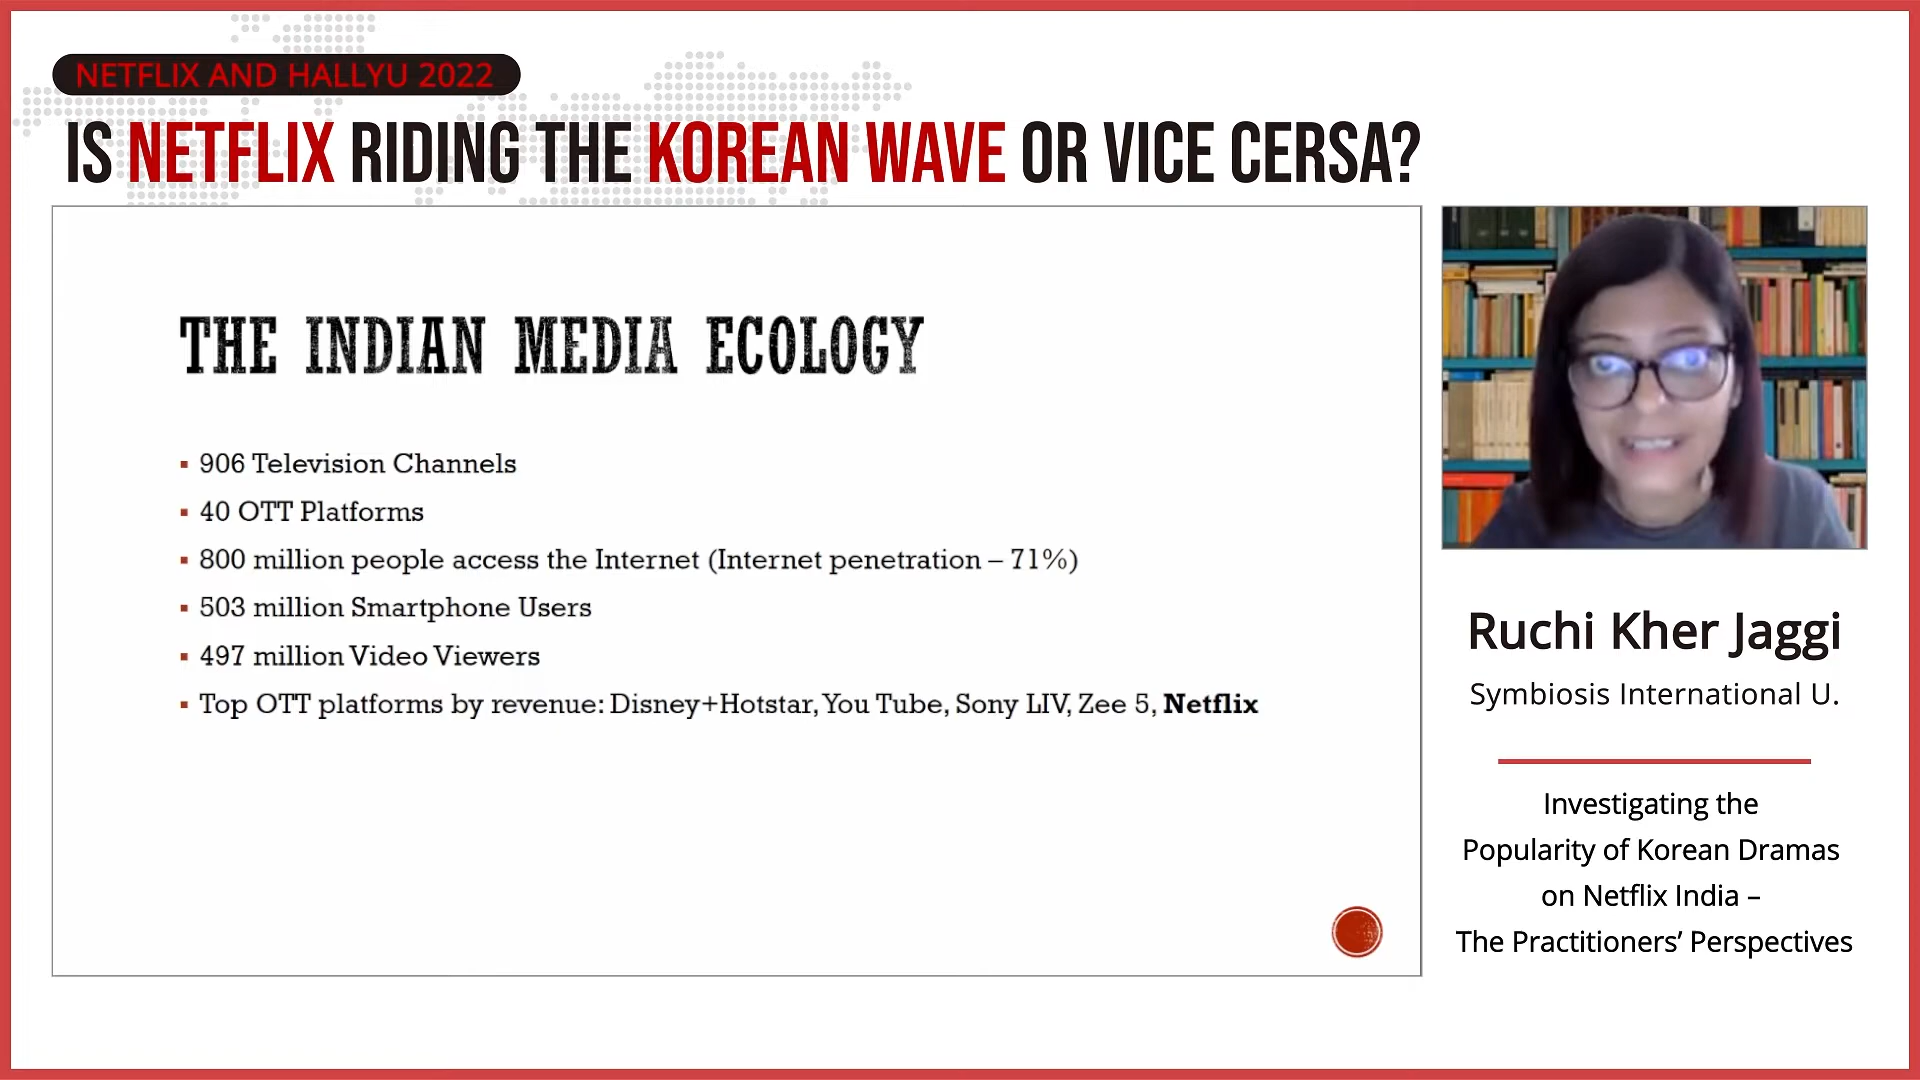 NETFLIX AND HALLYU 2022
IS NETFLIX RIDING THE KOREAN WAVE OR VICE CERSA?
THE INDIAN MEDIA ECOLOGY
▪ 906 Television Channels
▪ 40 OTT Platforms
▪ 800 million people access the Internet (Internet penetration – 71%)
▪ 503 million Smartphone Users
▪ 497 million Video Viewers
▪ Top OTT platforms by revenue: Disney+Hotstar, You Tube, Sony LIV, Zee 5, Netflix
Ruchi Kher Jaggi
Symbiosis International U.
Investigating the
Popularity of Korean Dramas
on Netflix India –
The Practitioners’ Perspectives